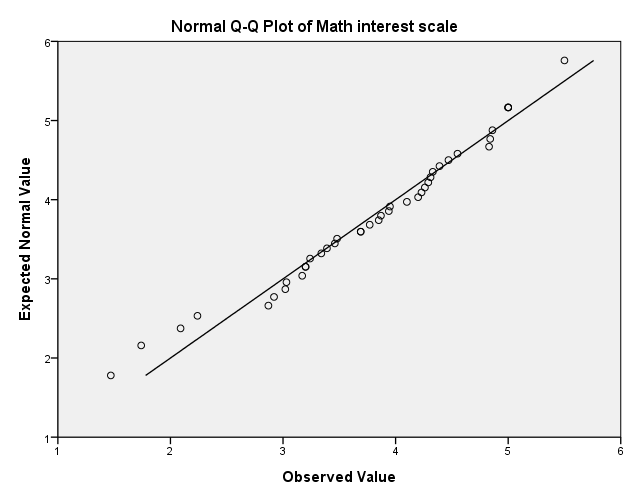 Normal Q-Q Plot of Math interest scale
Expected Normal Value
6
5
4
3
2
1
1 2 3 4 5 6
Observed Value